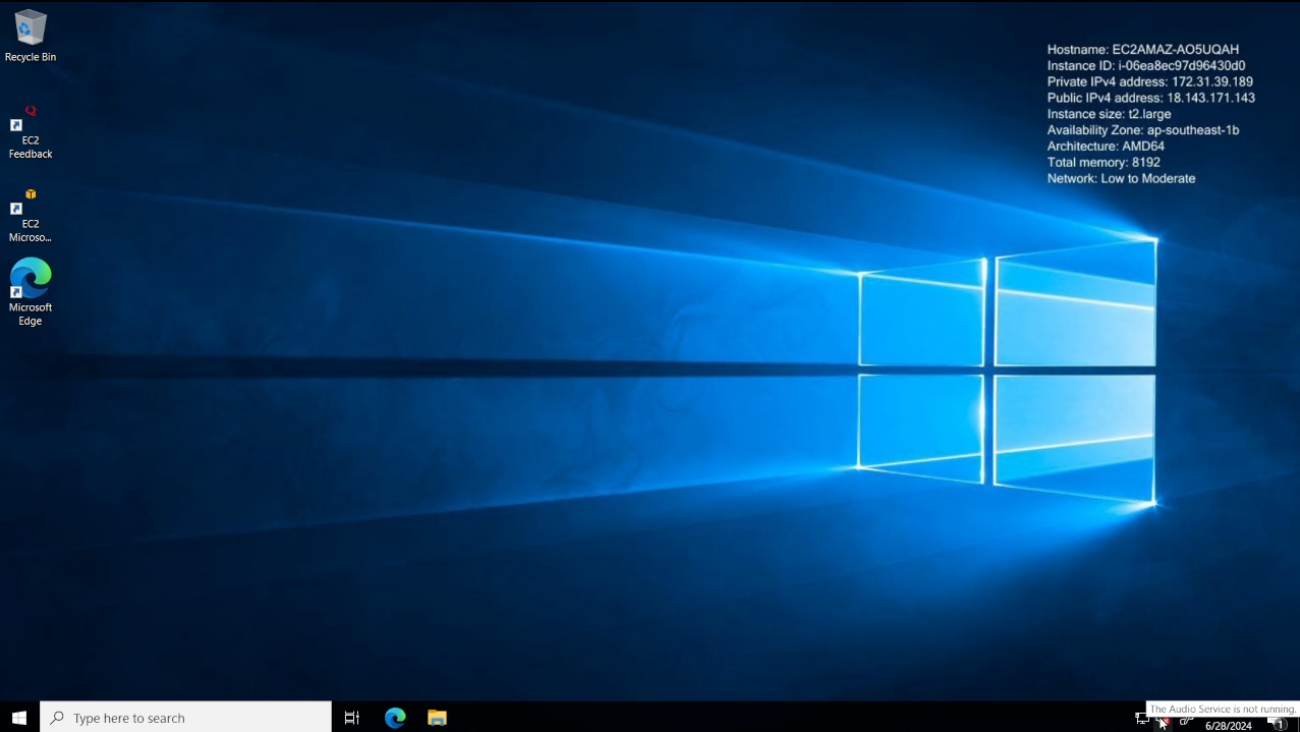 Recycle Bin
EC2
Feedback
EC2
Microso...
Microsoft
Edge
Hostname: EC2AMAZ-AO5UQAH
Instance ID: i-06ea8ec97d96430d0
Private IPv4 address: 172.31.39.189
Public IPv4 address: 18.143.171.143
Instance size: t2.large
Availability Zone: ap-southeast-1b
Architecture: AMD64
Total memory: 8192
Network: Low to Moderate
Type here to search
The Audio Service is not running.
6/28/2024
1